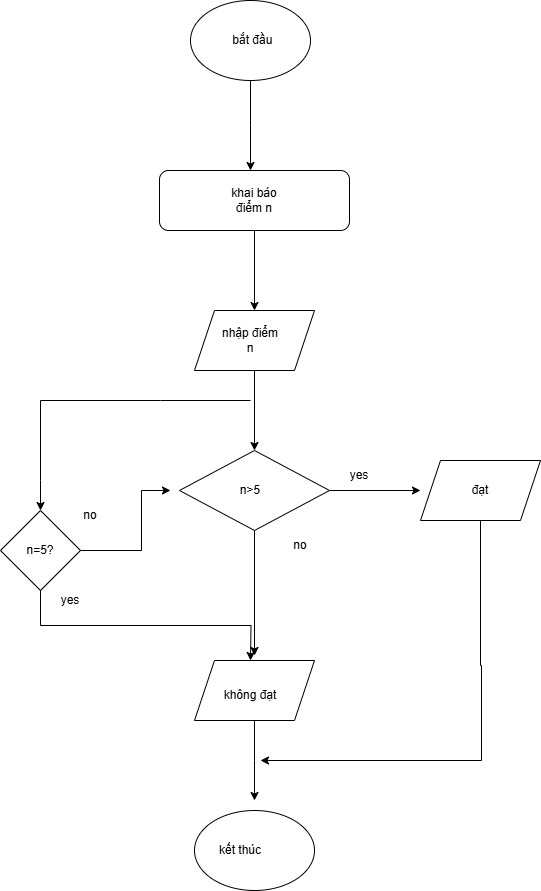 bắt đầu
khai báo
điểm n
nhập điểm
n
n>5
yes
đạt
no
n=5?
no
yes
không đạt
kết thúc